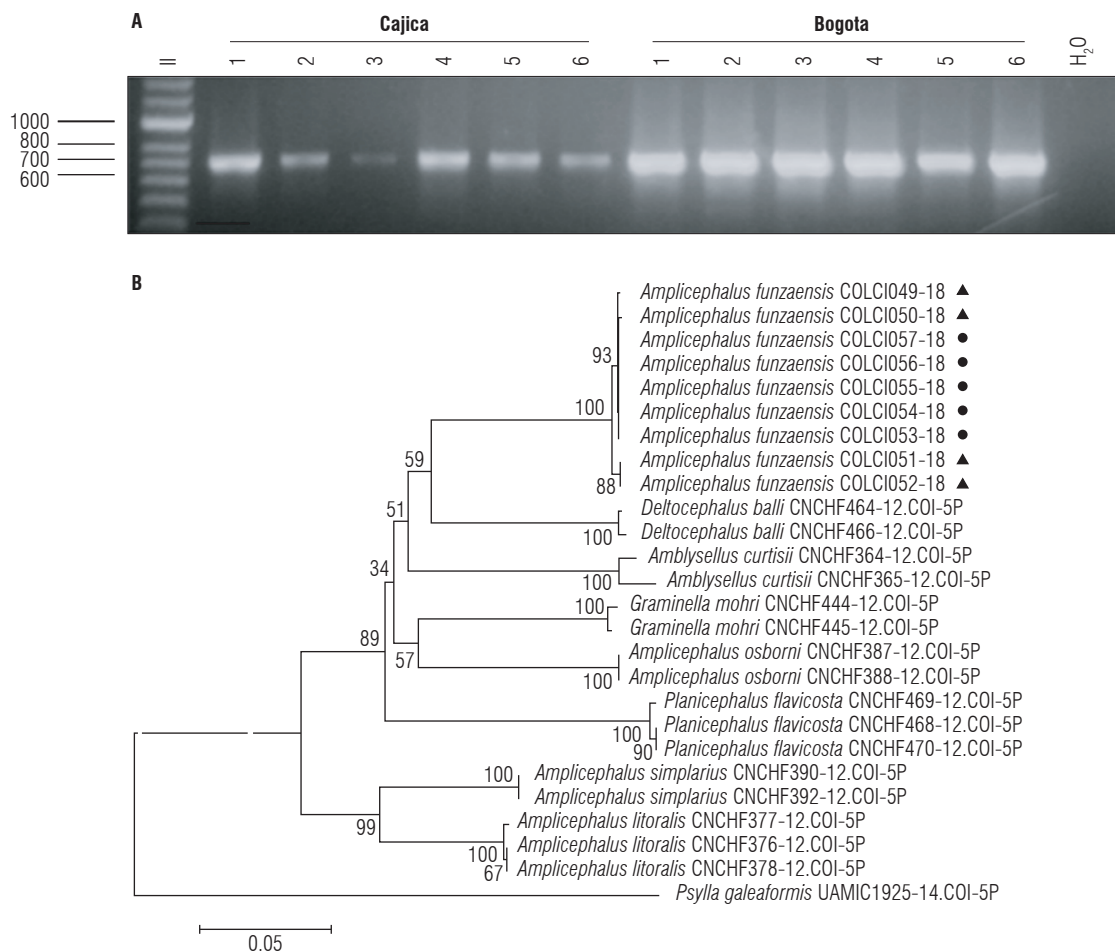 A
Cajica Bogota
II 1 2 3 4 5 6 1 2 3 4 5 6 H₂O
1000
800
700
600
B
Amplicephalus funzaensis COLCI049-18 ▲
Amplicephalus funzaensis COLCI050-18 ▲
93
Amplicephalus funzaensis COLCI057-18 ●
Amplicephalus funzaensis COLCI056-18 ●
Amplicephalus funzaensis COLCI055-18 ●
100
Amplicephalus funzaensis COLCI054-18 ●
Amplicephalus funzaensis COLCI053-18 ●
59
Amplicephalus funzaensis COLCI051-18 ▲
88
Amplicephalus funzaensis COLCI052-18 ▲
51
Deltocephalus balli CNCHF464-12.COI-5P
100
Deltocephalus balli CNCHF466-12.COI-5P
Amblysellus curtisii CNCHF364-12.COI-5P
34
100
Amblysellus curtisii CNCHF365-12.COI-5P
100
Graminella mohri CNCHF444-12.COI-5P
Graminella mohri CNCHF445-12.COI-5P
89
57
Amplicephalus osborni CNCHF387-12.COI-5P
100
Amplicephalus osborni CNCHF388-12.COI-5P
Planicephalus flavicosta CNCHF469-12.COI-5P
100
Planicephalus flavicosta CNCHF468-12.COI-5P
90
Planicephalus flavicosta CNCHF470-12.COI-5P
100
Amplicephalus simplarius CNCHF390-12.COI-5P
Amplicephalus simplarius CNCHF392-12.COI-5P
99
Amplicephalus litoralis CNCHF377-12.COI-5P
100
Amplicephalus litoralis CNCHF376-12.COI-5P
67
Amplicephalus litoralis CNCHF378-12.COI-5P
Psylla galeaformis UAMIC1925-14.COI-5P
0.05